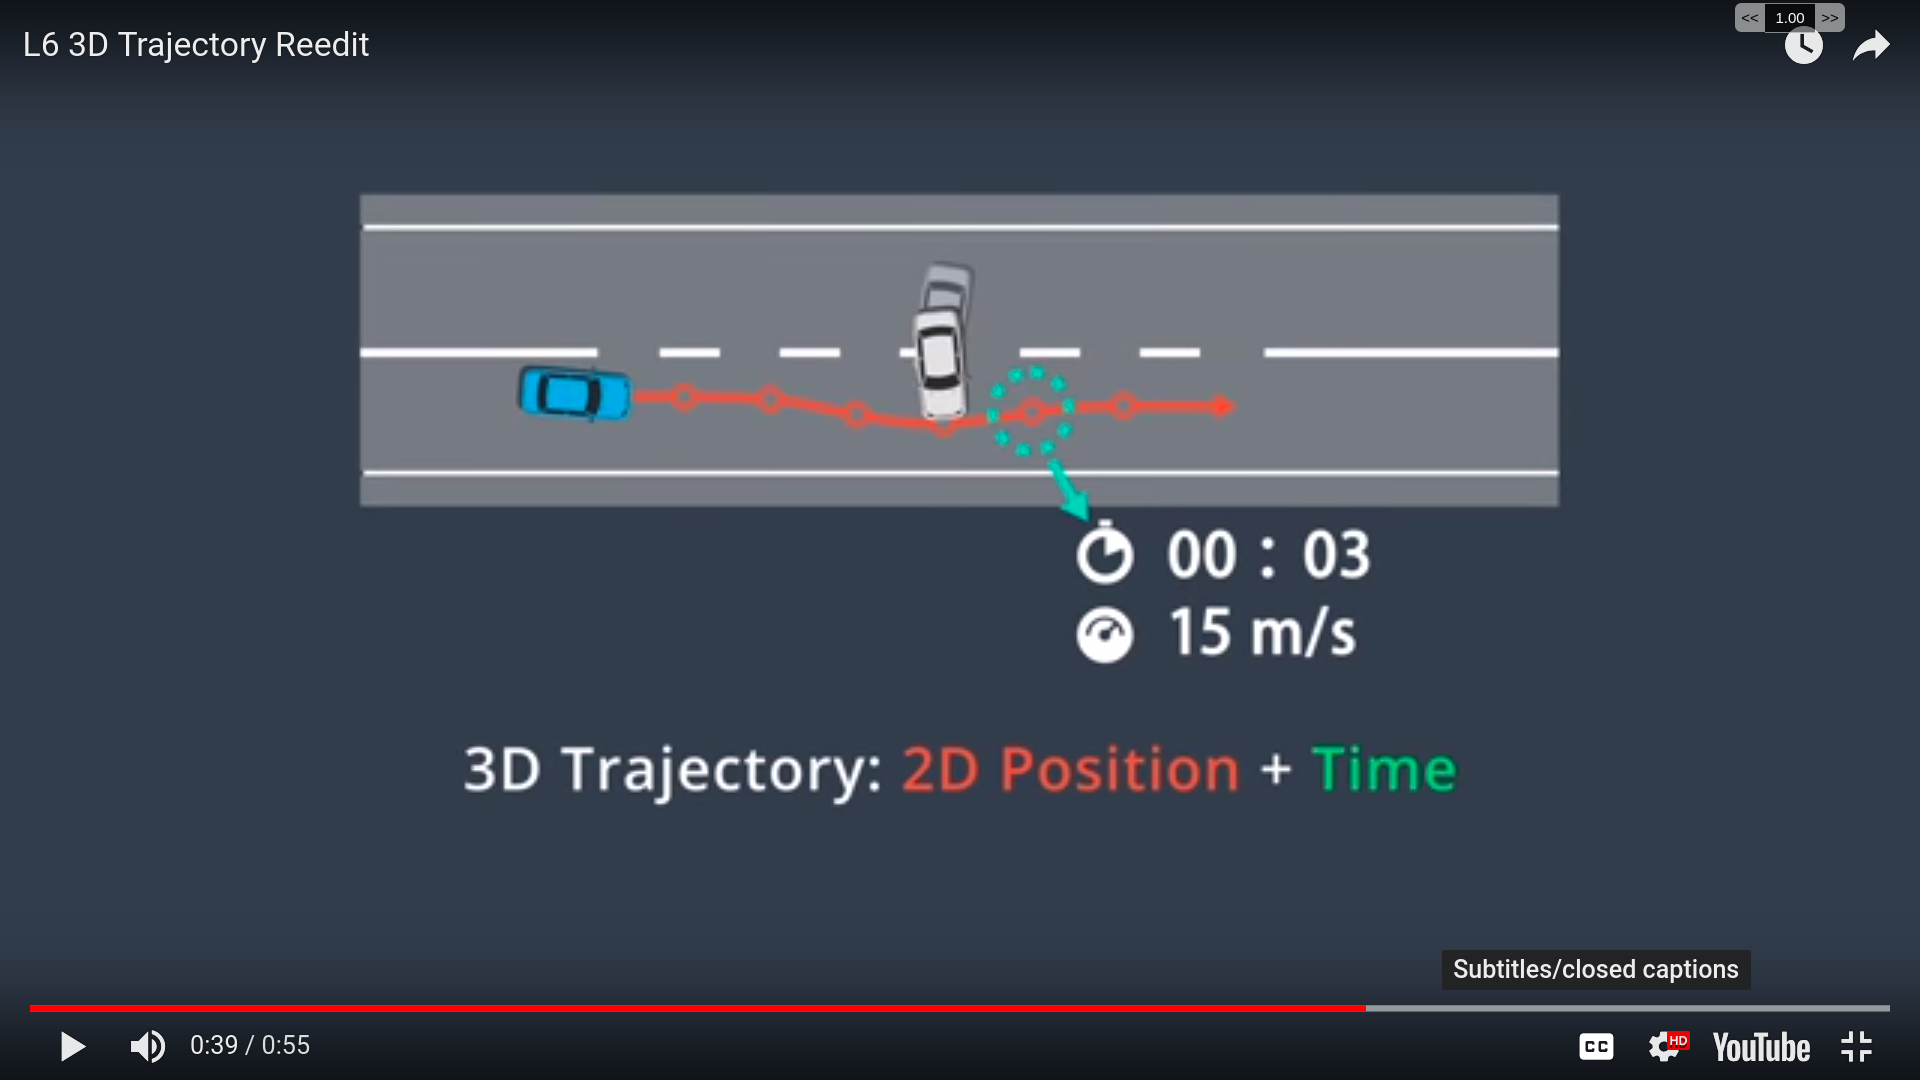 << 1.00 >>
L6 3D Trajectory Reedit
00 : 03
15 m/s
3D Trajectory: 2D Position + Time
Subtitles/closed captions
0:39 / 0:55
CC
HD
YouTube